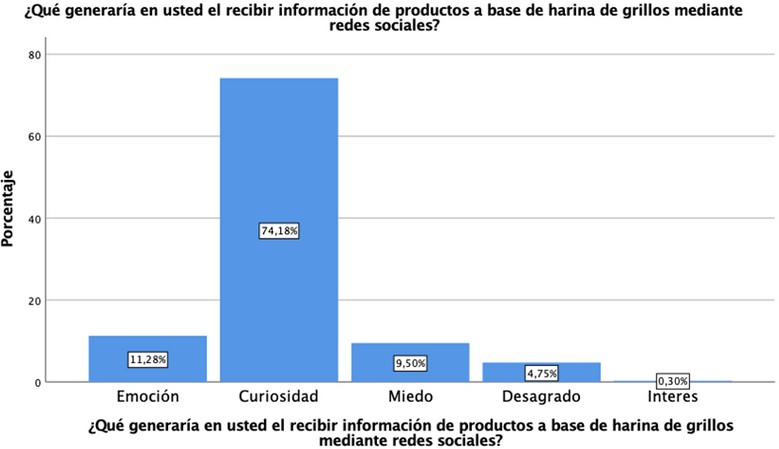 ¿Qué generaría en usted el recibir información de productos a base de harina de grillos mediante
redes sociales?
Porcentaje
80
60
40
20
0
11,28%
74,18%
9,50%
4,75%
0,30%
Emoción
Curiosidad
Miedo
Desagrado
Interes
¿Qué generaría en usted el recibir información de productos a base de harina de grillos
mediante redes sociales?